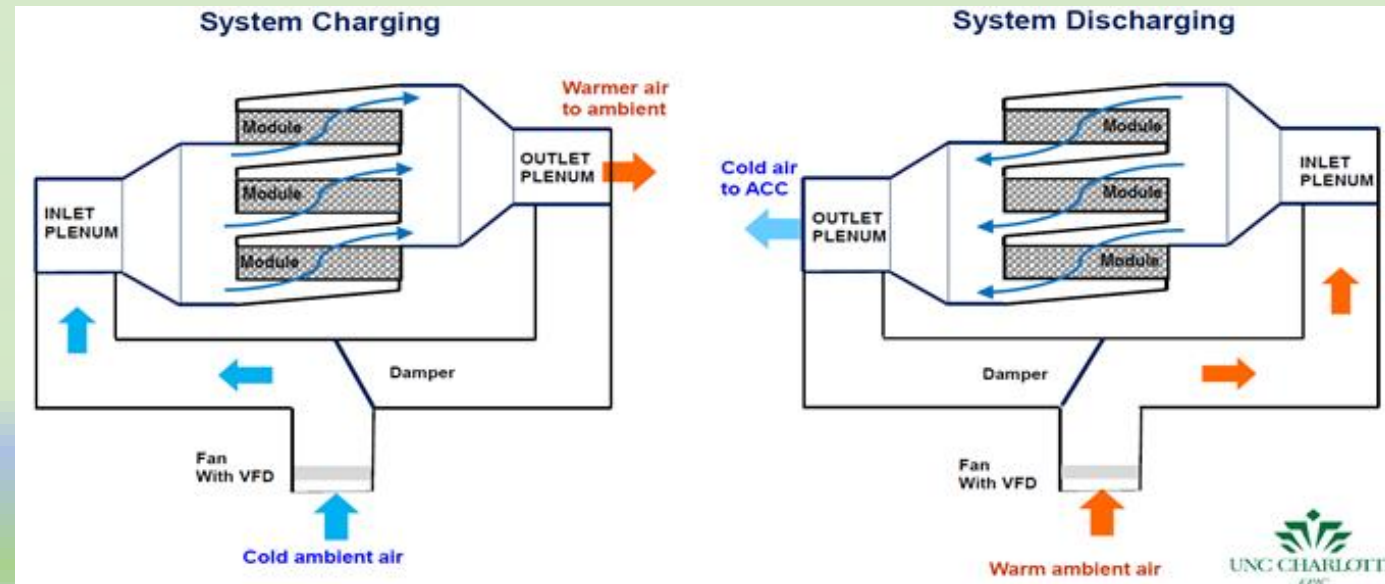 System Charging
Warmer air
to ambient
Module
Module
Module
INLET
PLENUM
OUTLET
PLENUM
Damper
Fan
With VFD
Cold ambient air
System Discharging
Cold air
to ACC
Module
Module
Module
OUTLET
PLENUM
INLET
PLENUM
Damper
Fan
With VFD
Warm ambient air
UNC CHARLOTT